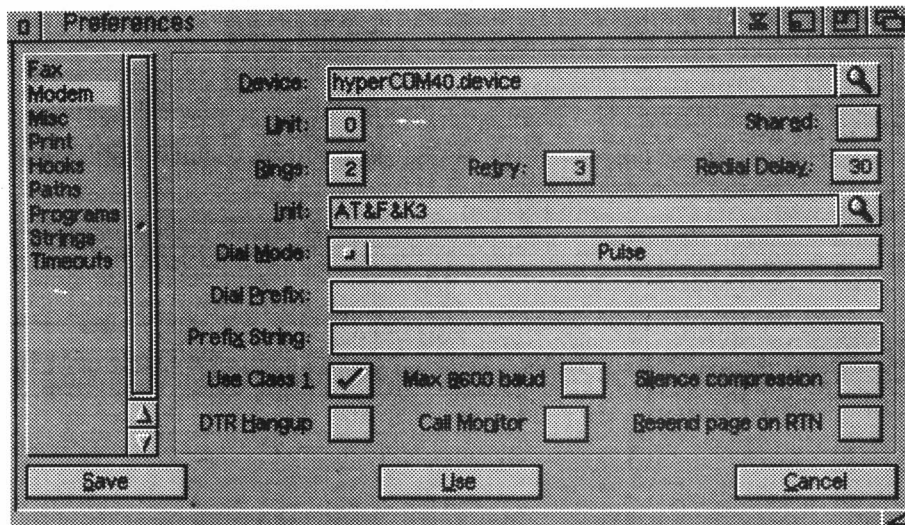 Preferences
Fax
Modem
Misc
Print
Hooks
Paths
Programs
Strings
Timeouts
Device: hyperCOM40.device
Unit: 0 Shared:
Rings: 2 Retry: 3 Redial Delay: 30
Init: AT&F&K3
Dial Mode: Pulse
Dial Prefix:
Prefix String:
Use Class 1 Max 9600 baud Silence compression
DTR Hangup Call Monitor Resend page on RTN
Save Use Cancel